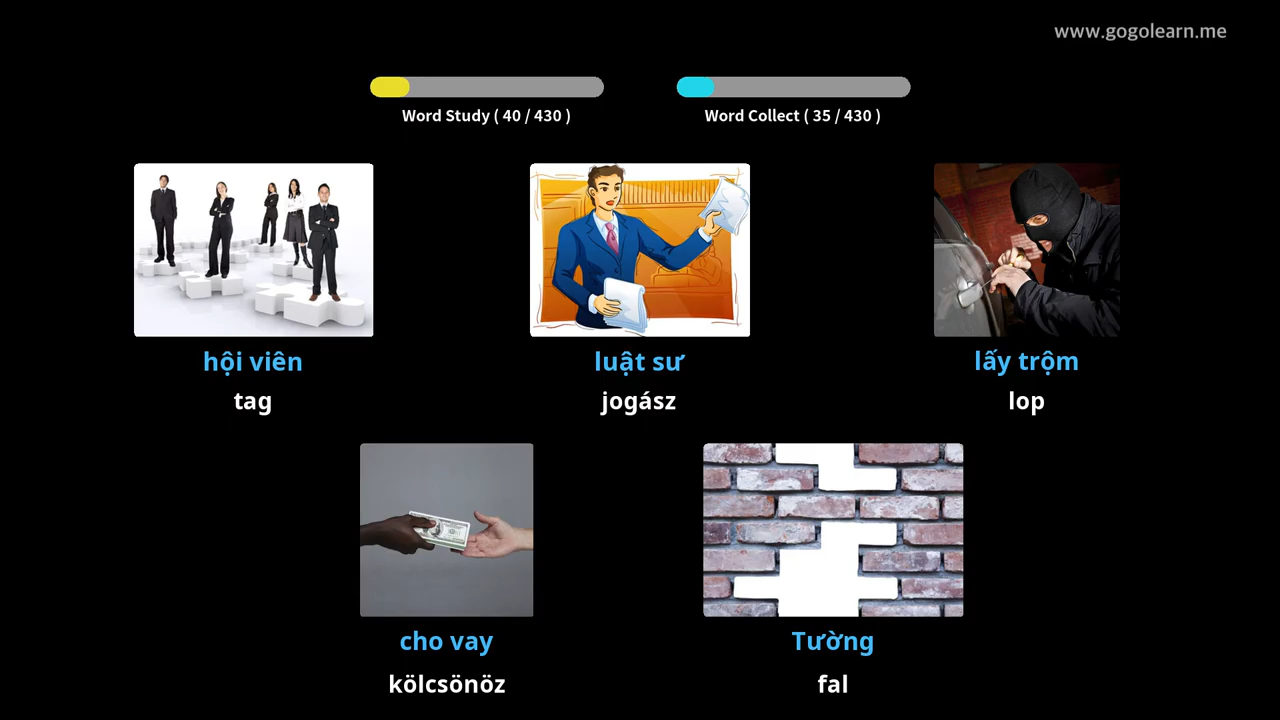 www.gogolearn.me
Word Study ( 40 / 430 )
Word Collect ( 35 / 430 )
hội viên
tag
luật sư
jogász
lấy trộm
lop
cho vay
kölcsönöz
Tường
fal